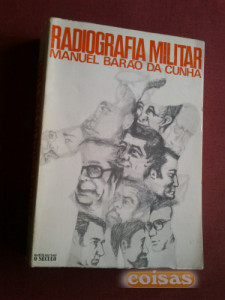 RADIOGRAFIA MILITAR
MANUEL BARÃO DA CUNHA
O SÉCULO
coisas